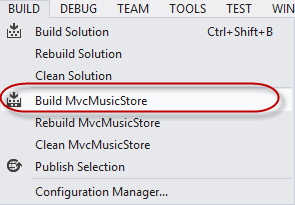 BUILD DEBUG TEAM TOOLS TEST
Build Solution Ctrl+Shift+B
Rebuild Solution
Clean Solution
Build MvcMusicStore
Rebuild MvcMusicStore
Clean MvcMusicStore
Publish Selection
Configuration Manager...